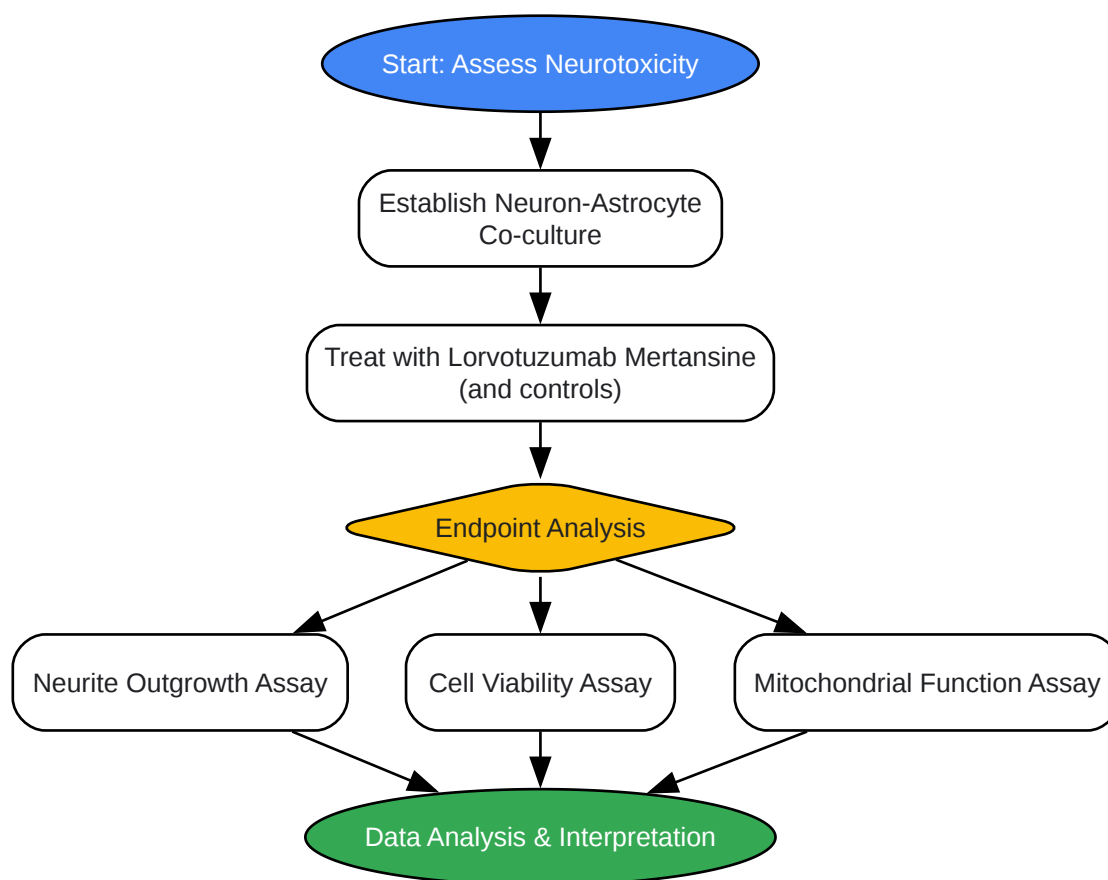 Start: Assess Neurotoxicity
Establish Neuron-Astrocyte
Co-culture
Treat with Lorvotuzumab Mertansine
(and controls)
Endpoint Analysis
Neurite Outgrowth Assay
Cell Viability Assay
Mitochondrial Function Assay
Data Analysis & Interpretation